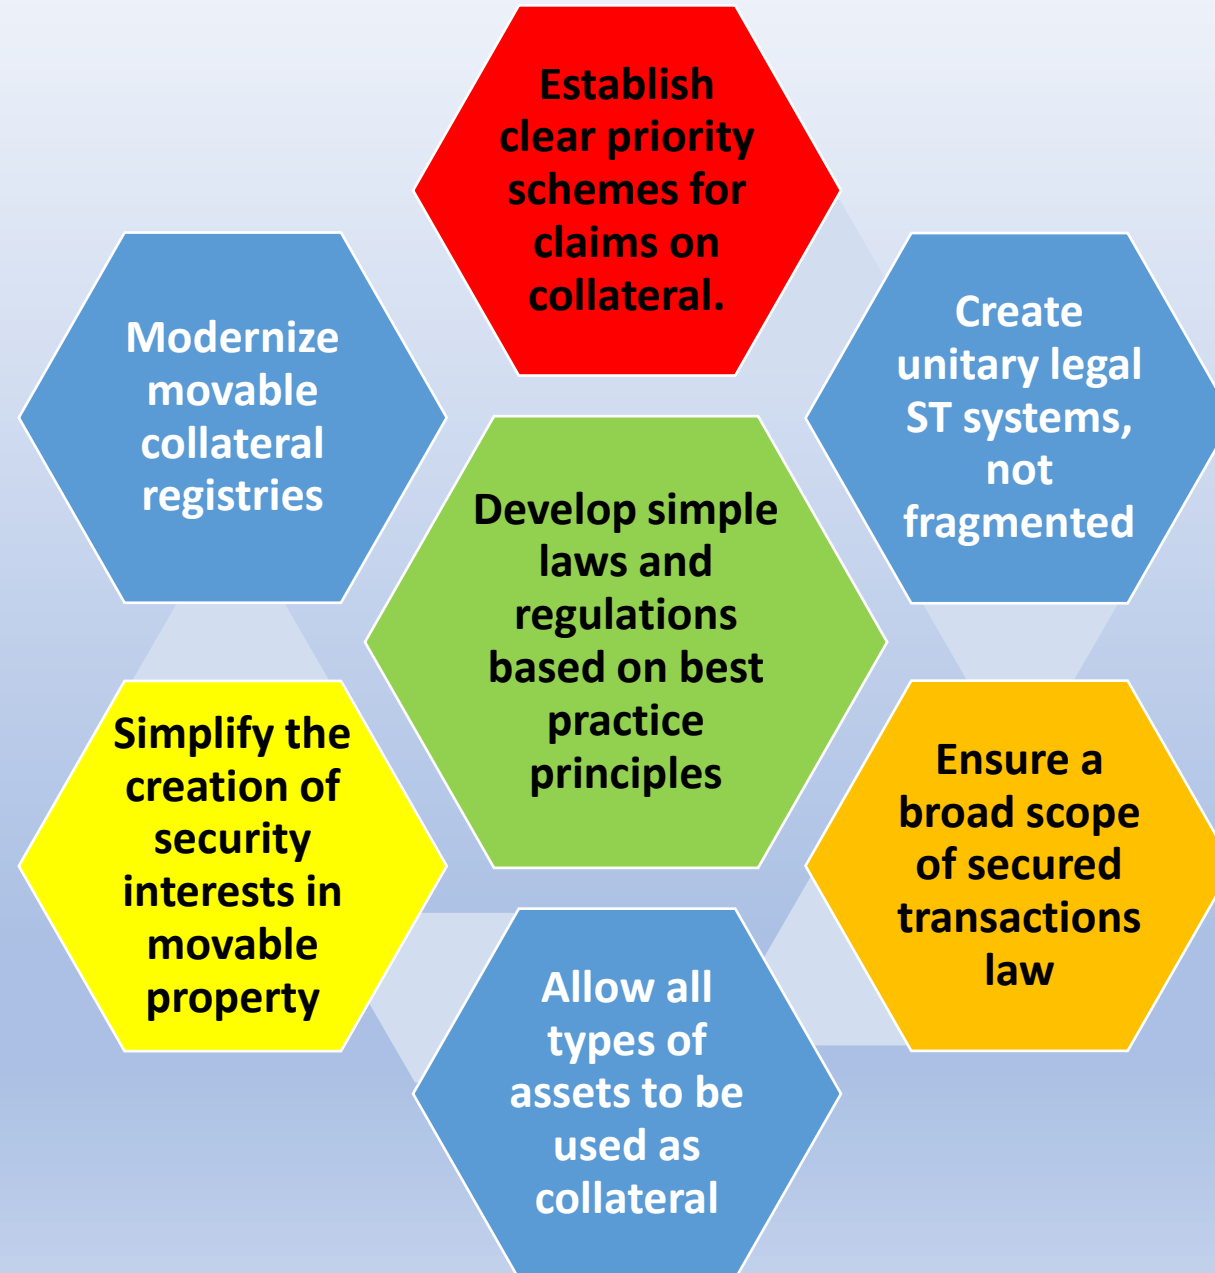 Establish
clear priority
schemes for
claims on
collateral.
Modernize
movable
collateral
registries
Create
unitary legal
ST systems,
not
fragmented
Develop simple
laws and
regulations
based on best
practice
principles
Simplify the
creation of
security
interests in
movable
property
Ensure a
broad scope
of secured
transactions
law
Allow all
types of
assets to be
used as
collateral